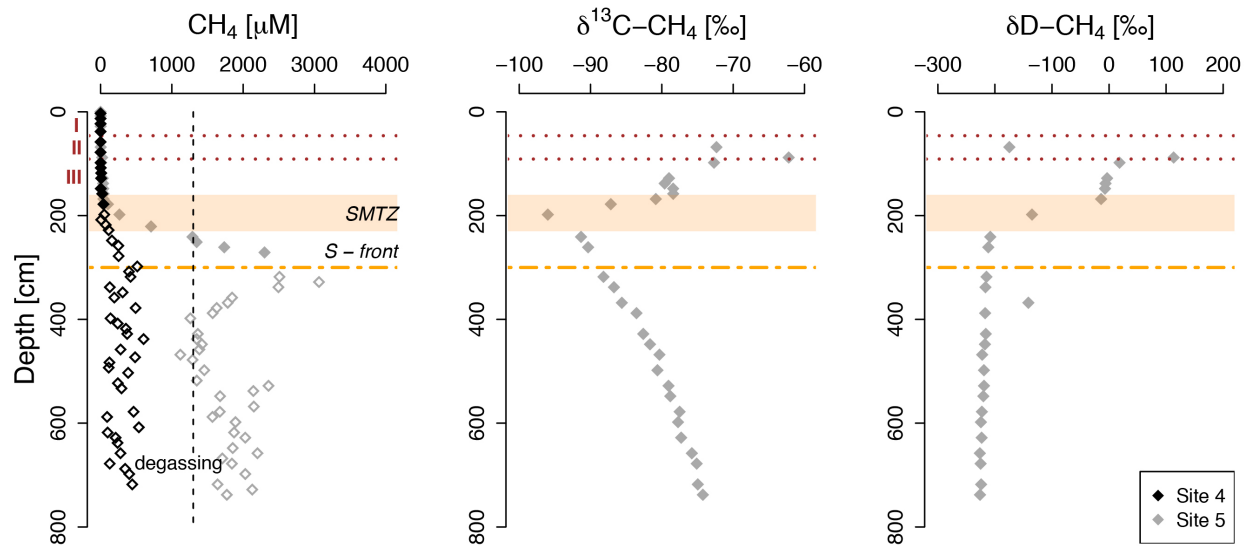 CH4 [µM]
δ13C−CH4 [‰]
δD−CH4 [‰]
0 1000 2000 3000 4000
−100 −90 −80 −70 −60
−300 −100 0 100 200
Depth [cm]
0
200
400
600
800
I
II
III
SMTZ
S − front
degassing
0
200
400
600
800
0
200
400
600
800
Site 4
Site 5